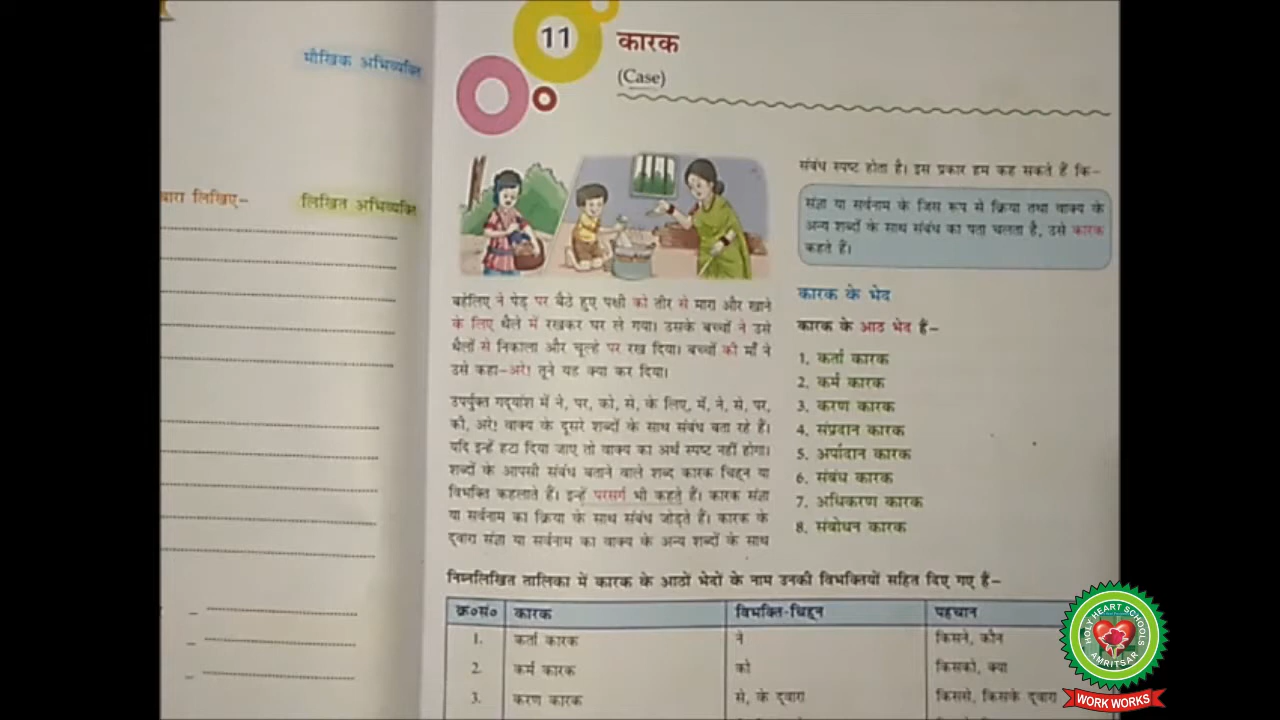 मौखिक अभिव्यक्ति
लिखिए-
लिखित अभिव्यक्ति
11
कारक
(Case)
बहेलिए ने पेड़ पर बैठे हुए पक्षी को तीर से मारा और खाने
के लिए थैले में रखकर घर ले गया। उसके बच्चों ने उसे
थैलों से निकाला और चूल्हे पर रख दिया। बच्चों की माँ ने
उसे कहा-अरे! तूने यह क्या कर दिया।
उपर्युक्त गद्यांश में ने, पर, को, से, के लिए, में, ने, से, पर,
की, अरे! वाक्य के दूसरे शब्दों के साथ संबंध बता रहे हैं।
यदि इन्हें हटा दिया जाए तो वाक्य का अर्थ स्पष्ट नहीं होगा।
शब्दों के आपसी संबंध बताने वाले शब्द कारक चिह्न या
विभक्ति कहलाते हैं। इन्हें परसर्ग भी कहते हैं। कारक संज्ञा
या सर्वनाम का क्रिया के साथ संबंध जोड़ते हैं। कारक के
द्वारा संज्ञा या सर्वनाम का वाक्य के अन्य शब्दों के साथ
संबंध स्पष्ट होता है। इस प्रकार हम कह सकते हैं कि-
संज्ञा या सर्वनाम के जिस रूप से क्रिया तथा वाक्य के
अन्य शब्दों के साथ संबंध का पता चलता है, उसे कारक
कहते हैं।
कारक के भेद
कारक के आठ भेद हैं-
1. कर्ता कारक
2. कर्म कारक
3. करण कारक
4. संप्रदान कारक
5. अपादान कारक
6. संबंध कारक
7. अधिकरण कारक
8. संबोधन कारक
निम्नलिखित तालिका में कारक के आठों भेदों के नाम उनकी विभक्तियों सहित दिए गए हैं-
क्र०सं० कारक विभक्ति-चिह्न पहचान
1. कर्ता कारक ने किसने, कौन
2. कर्म कारक को किसको, क्या
3. करण कारक से, के द्वारा किससे, किसके द्वारा
HOLY HEART SCHOOLS
AMRITSAR
WORK WORKS